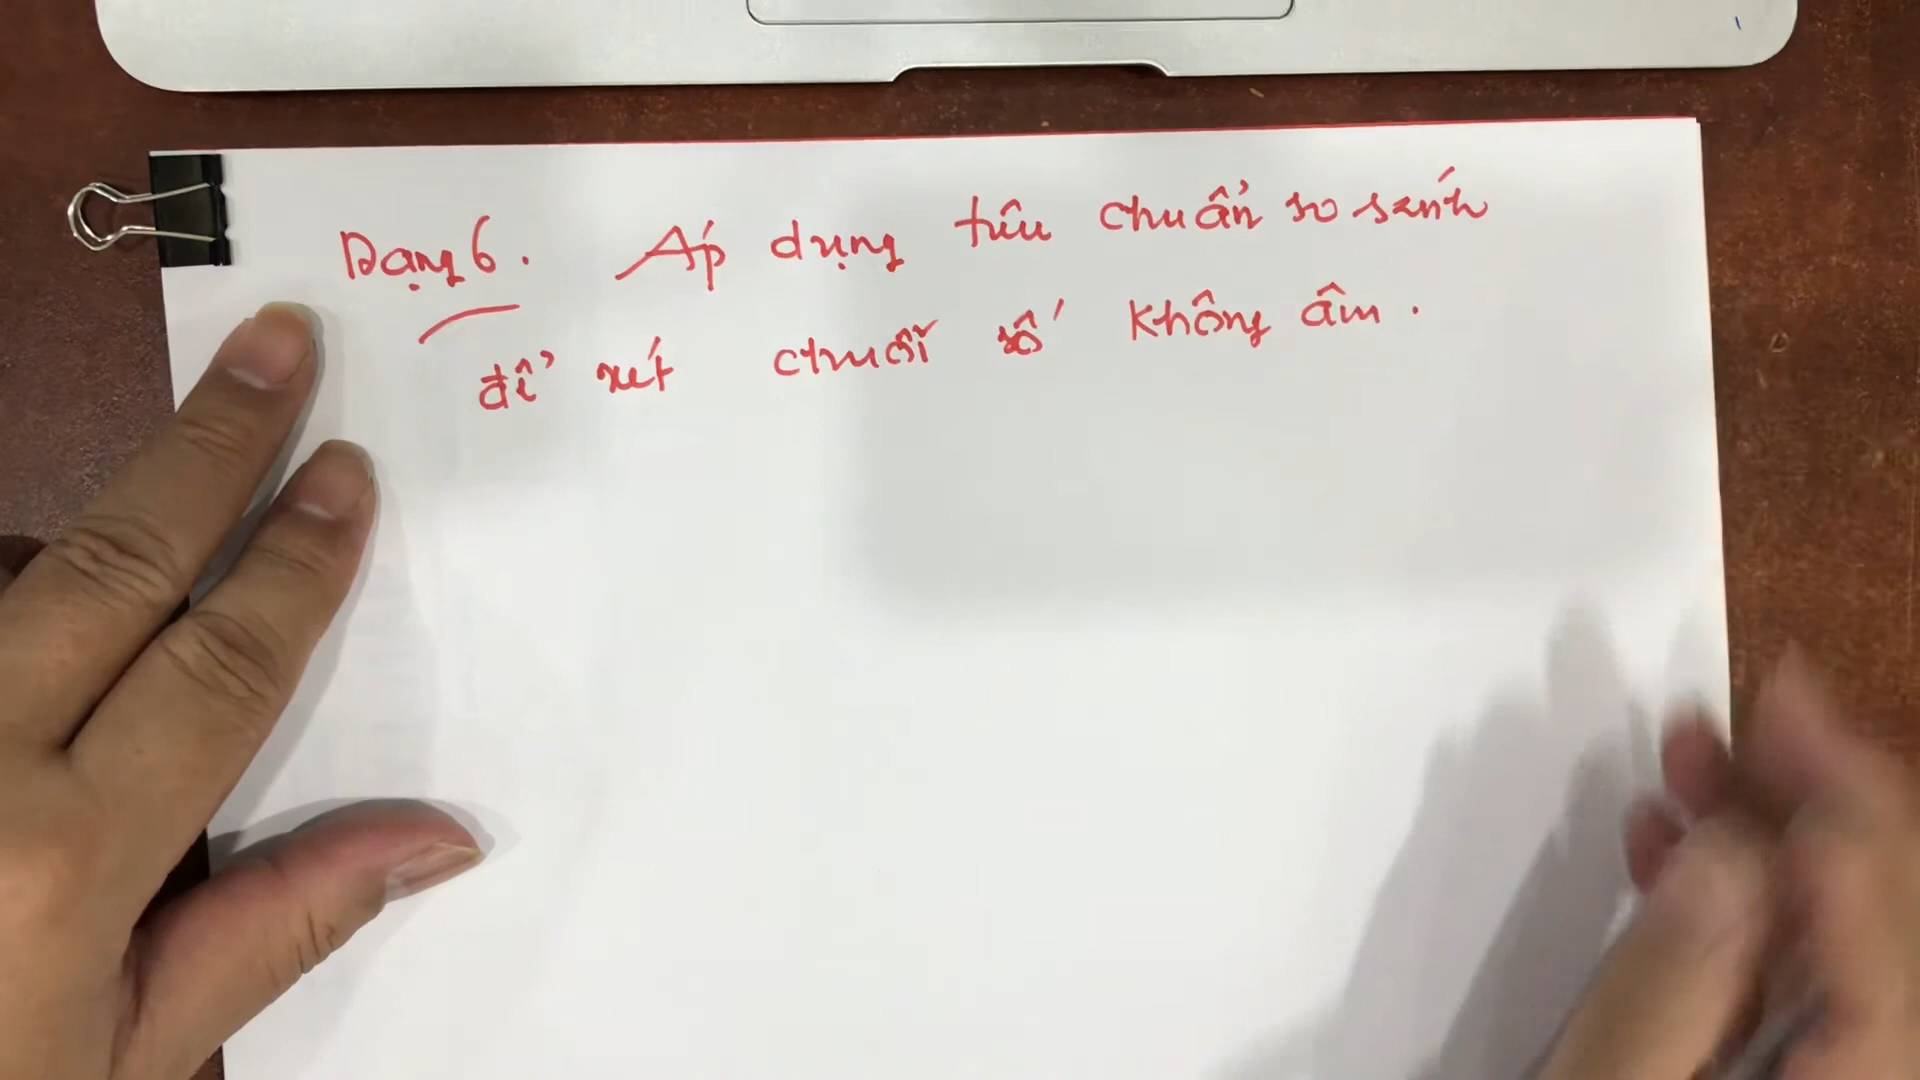 Dạng 6. Áp dụng tiêu chuẩn so sánh
để xét chuỗi số không âm.